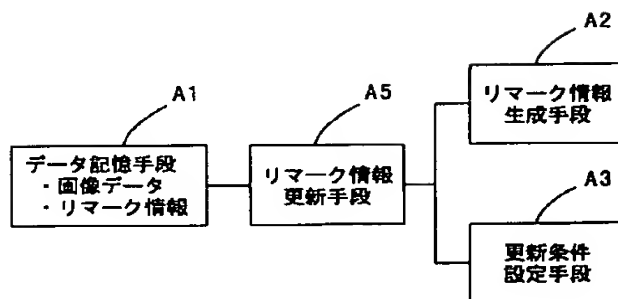 A1
データ記憶手段
・画像データ
・リマーク情報
A5
リマーク情報
更新手段
A2
リマーク情報
生成手段
A3
更新条件
設定手段